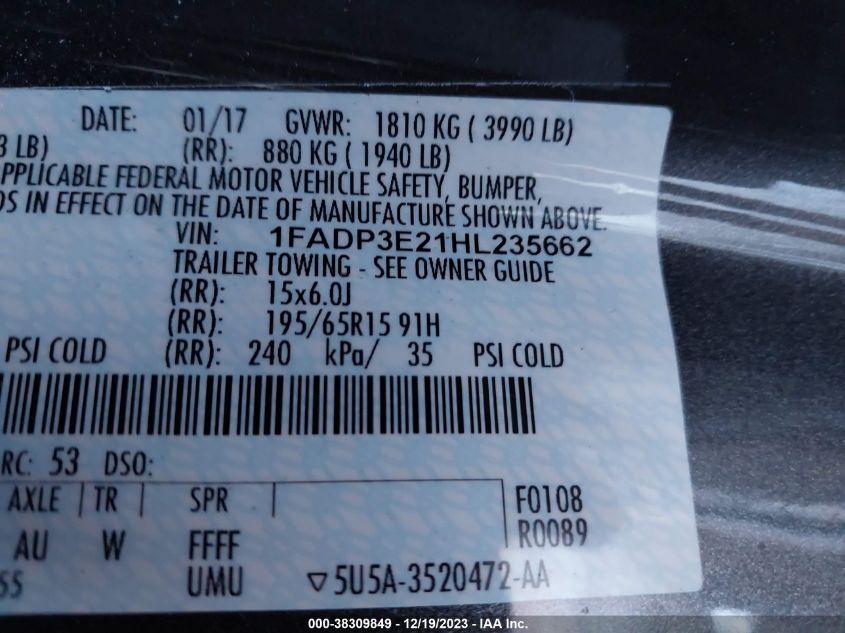 DATE: 01/17 GVWR: 1810 KG ( 3990 LB)
3 LB) (RR): 880 KG ( 1940 LB)
PPLICABLE FEDERAL MOTOR VEHICLE SAFETY, BUMPER,
DS IN EFFECT ON THE DATE OF MANUFACTURE SHOWN ABOVE.
VIN: 1FADP3E21HL235662
TRAILER TOWING - SEE OWNER GUIDE
(RR): 15x6.0J
(RR): 195/65R15 91H
PSI COLD (RR): 240 kPa/ 35 PSI COLD
RC: 53 DSO:
AXLE TR SPR F0108
AU W FFFF R0089
55 UMU ▽5U5A-3520472-AA
000-38309849 - 12/19/2023 - IAA Inc.